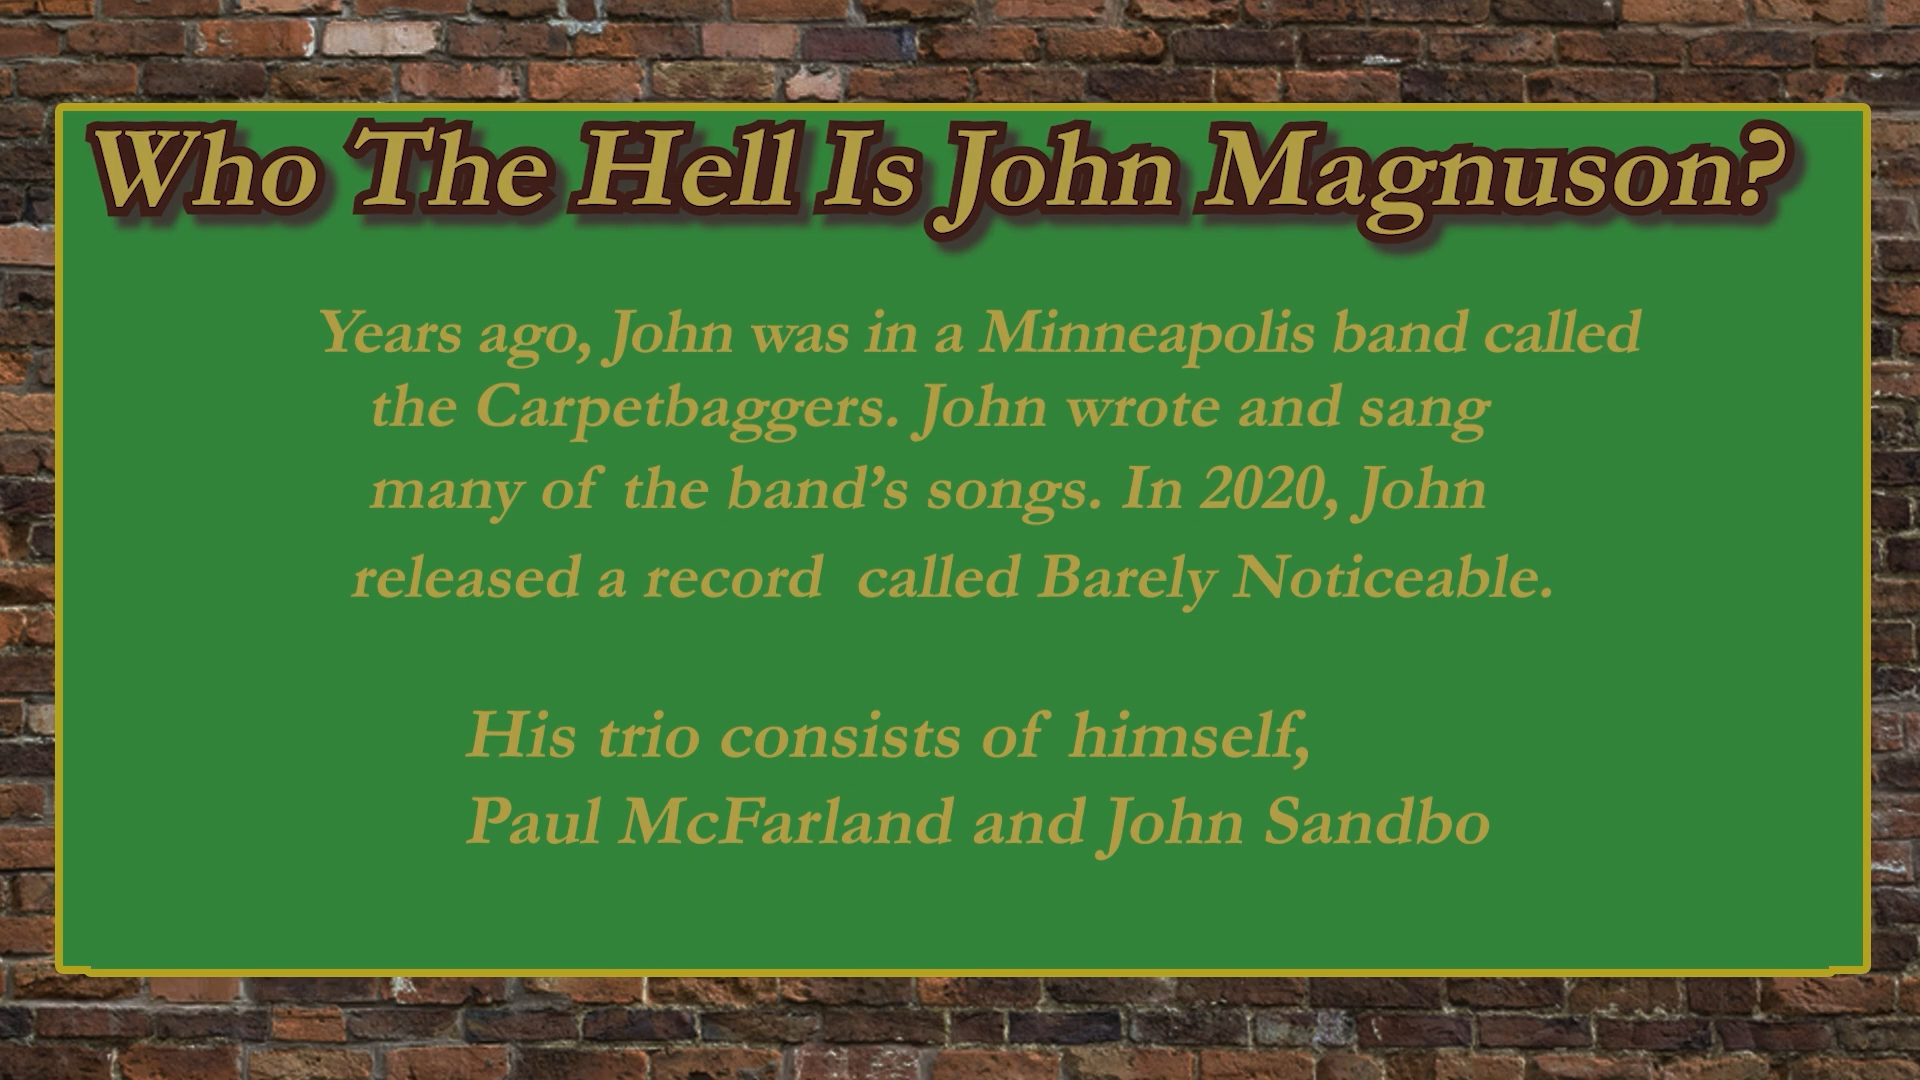 Who The Hell Is John Magnuson?
Years ago, John was in a Minneapolis band called
the Carpetbaggers. John wrote and sang
many of the band’s songs. In 2020, John
released a record called Barely Noticeable.
His trio consists of himself,
Paul McFarland and John Sandbo